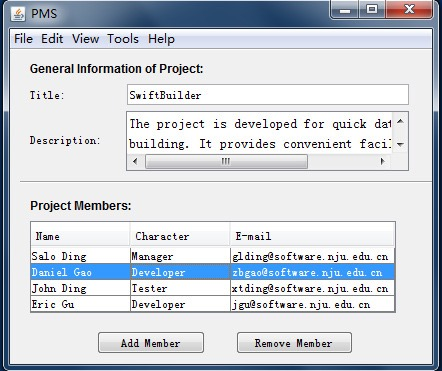 PMS
File Edit View Tools Help
General Information of Project:
Title: SwiftBuilder
Description: The project is developed for quick dat
building. It provides convenient facil
Project Members:
Name Character E-mail
Salo Ding Manager glding@software.nju.edu.cn
Daniel Gao Developer zbgao@software.nju.edu.cn
John Ding Tester xtding@software.nju.edu.cn
Eric Gu Developer jgu@software.nju.edu.cn
Add Member Remove Member